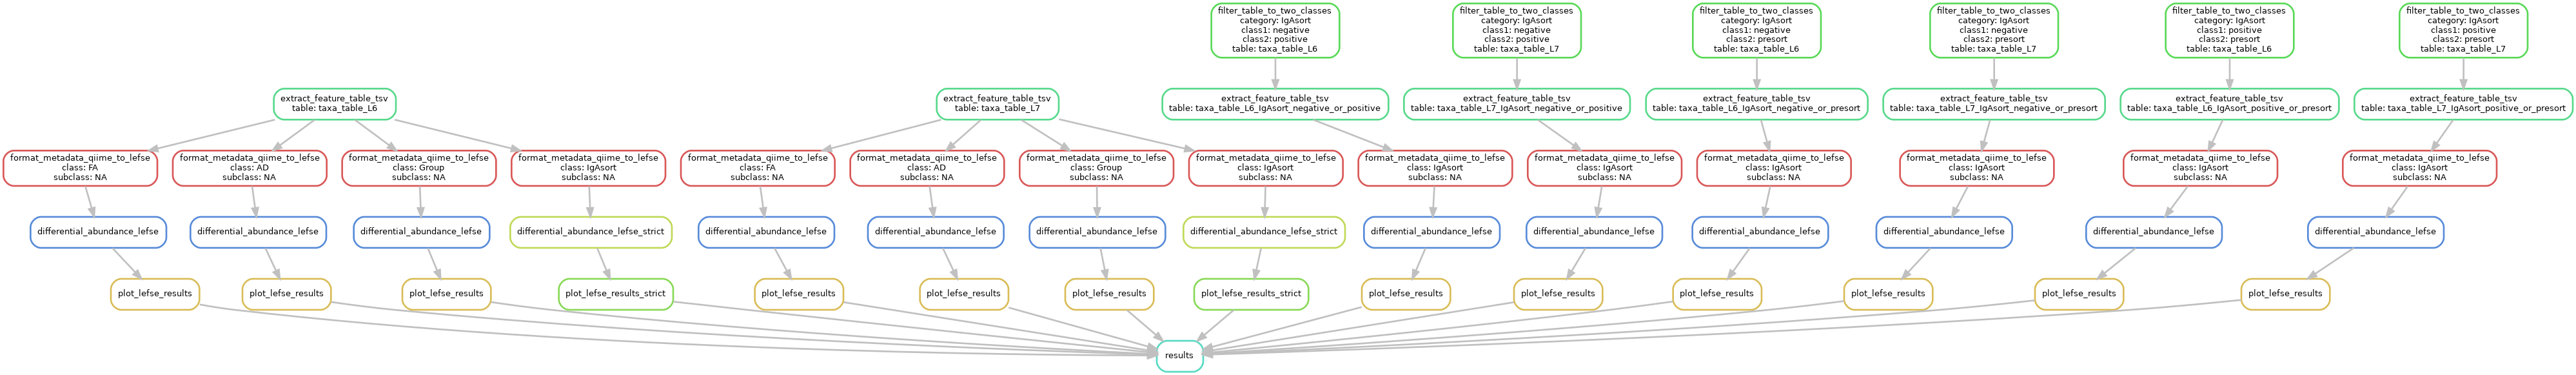 filter_table_to_two_classes
category: IgAsort
class1: negative
class2: positive
table: taxa_table_L6
filter_table_to_two_classes
category: IgAsort
class1: negative
class2: positive
table: taxa_table_L7
filter_table_to_two_classes
category: IgAsort
class1: negative
class2: presort
table: taxa_table_L6
filter_table_to_two_classes
category: IgAsort
class1: negative
class2: presort
table: taxa_table_L7
filter_table_to_two_classes
category: IgAsort
class1: positive
class2: presort
table: taxa_table_L6
filter_table_to_two_classes
category: IgAsort
class1: positive
class2: presort
table: taxa_table_L7
extract_feature_table_tsv
table: taxa_table_L6
extract_feature_table_tsv
table: taxa_table_L7
extract_feature_table_tsv
table: taxa_table_L6_IgAsort_negative_or_positive
extract_feature_table_tsv
table: taxa_table_L7_IgAsort_negative_or_positive
extract_feature_table_tsv
table: taxa_table_L6_IgAsort_negative_or_presort
extract_feature_table_tsv
table: taxa_table_L7_IgAsort_negative_or_presort
extract_feature_table_tsv
table: taxa_table_L6_IgAsort_positive_or_presort
extract_feature_table_tsv
table: taxa_table_L7_IgAsort_positive_or_presort
format_metadata_qiime_to_lefse
class: FA
subclass: NA
format_metadata_qiime_to_lefse
class: AD
subclass: NA
format_metadata_qiime_to_lefse
class: Group
subclass: NA
format_metadata_qiime_to_lefse
class: IgAsort
subclass: NA
format_metadata_qiime_to_lefse
class: FA
subclass: NA
format_metadata_qiime_to_lefse
class: AD
subclass: NA
format_metadata_qiime_to_lefse
class: Group
subclass: NA
format_metadata_qiime_to_lefse
class: IgAsort
subclass: NA
format_metadata_qiime_to_lefse
class: IgAsort
subclass: NA
format_metadata_qiime_to_lefse
class: IgAsort
subclass: NA
format_metadata_qiime_to_lefse
class: IgAsort
subclass: NA
format_metadata_qiime_to_lefse
class: IgAsort
subclass: NA
format_metadata_qiime_to_lefse
class: IgAsort
subclass: NA
format_metadata_qiime_to_lefse
class: IgAsort
subclass: NA
differential_abundance_lefse
differential_abundance_lefse
differential_abundance_lefse
differential_abundance_lefse_strict
differential_abundance_lefse
differential_abundance_lefse
differential_abundance_lefse
differential_abundance_lefse_strict
differential_abundance_lefse
differential_abundance_lefse
differential_abundance_lefse
differential_abundance_lefse
differential_abundance_lefse
differential_abundance_lefse
plot_lefse_results
plot_lefse_results
plot_lefse_results
plot_lefse_results_strict
plot_lefse_results
plot_lefse_results
plot_lefse_results
plot_lefse_results_strict
plot_lefse_results
plot_lefse_results
plot_lefse_results
plot_lefse_results
plot_lefse_results
plot_lefse_results
results